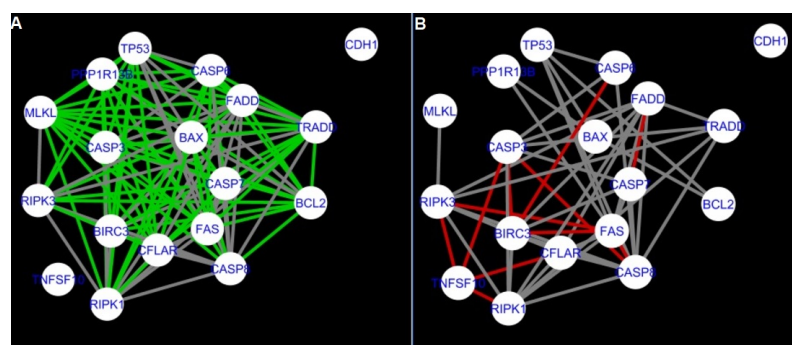 A
TP53
CDH1
PPP1R13B
CASP6
FADD
MLKL
TRADD
BAX
CASP3
CASP7
RIPK3
BCL2
BIRC3
FAS
CFLAR
CASP8
TNFSF10
RIPK1
B
TP53
CDH1
PPP1R13B
CASP6
FADD
MLKL
TRADD
BAX
CASP3
CASP7
RIPK3
BCL2
BIRC3
FAS
CFLAR
CASP8
TNFSF10
RIPK1